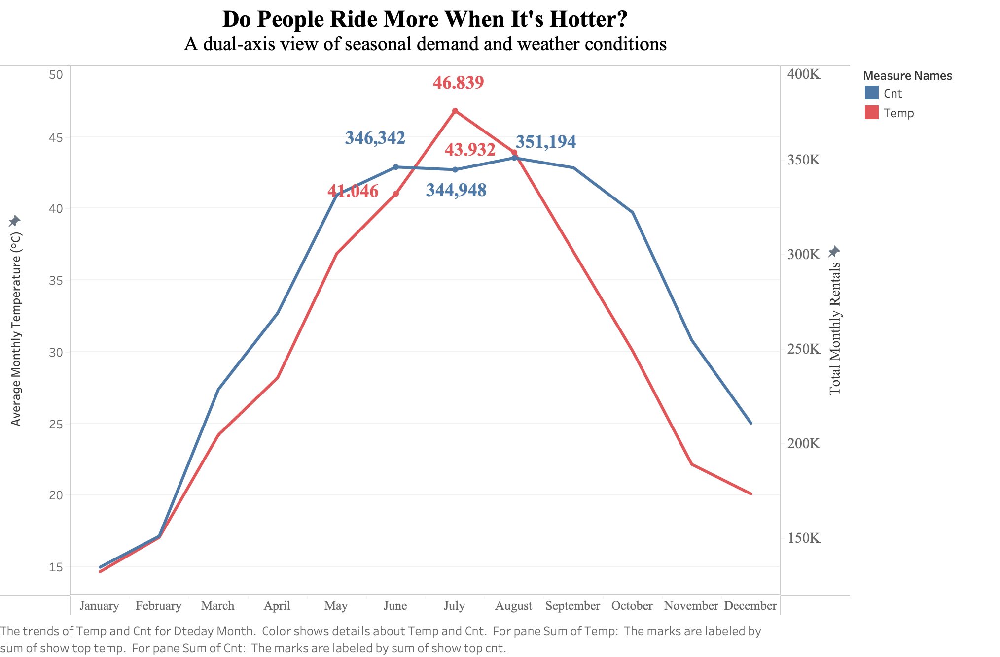 Do People Ride More When It's Hotter?
A dual-axis view of seasonal demand and weather conditions
Average Monthly Temperature (°C)
50
45
40
35
30
25
20
15
46.839
346,342
43.932
351,194
41.046
344,948
400K
350K
300K
250K
200K
150K
Total Monthly Rentals
Measure Names
Cnt
Temp
January February March April May June July August September October November December
The trends of Temp and Cnt for Dteday Month.  Color shows details about Temp and Cnt.  For pane Sum of Temp:  The marks are labeled by
sum of show top temp.  For pane Sum of Cnt:  The marks are labeled by sum of show top cnt.